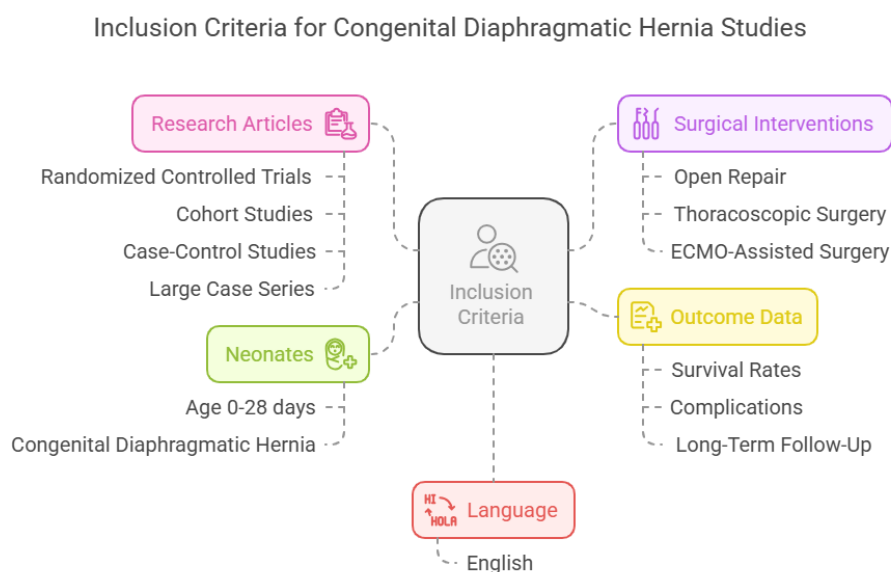 Inclusion Criteria for Congenital Diaphragmatic Hernia Studies
Research Articles
Randomized Controlled Trials
Cohort Studies
Case-Control Studies
Large Case Series
Neonates
Age 0-28 days
Congenital Diaphragmatic Hernia
Inclusion
Criteria
Surgical Interventions
Open Repair
Thoracoscopic Surgery
ECMO-Assisted Surgery
Outcome Data
Survival Rates
Complications
Long-Term Follow-Up
HI
HOLA
Language
English